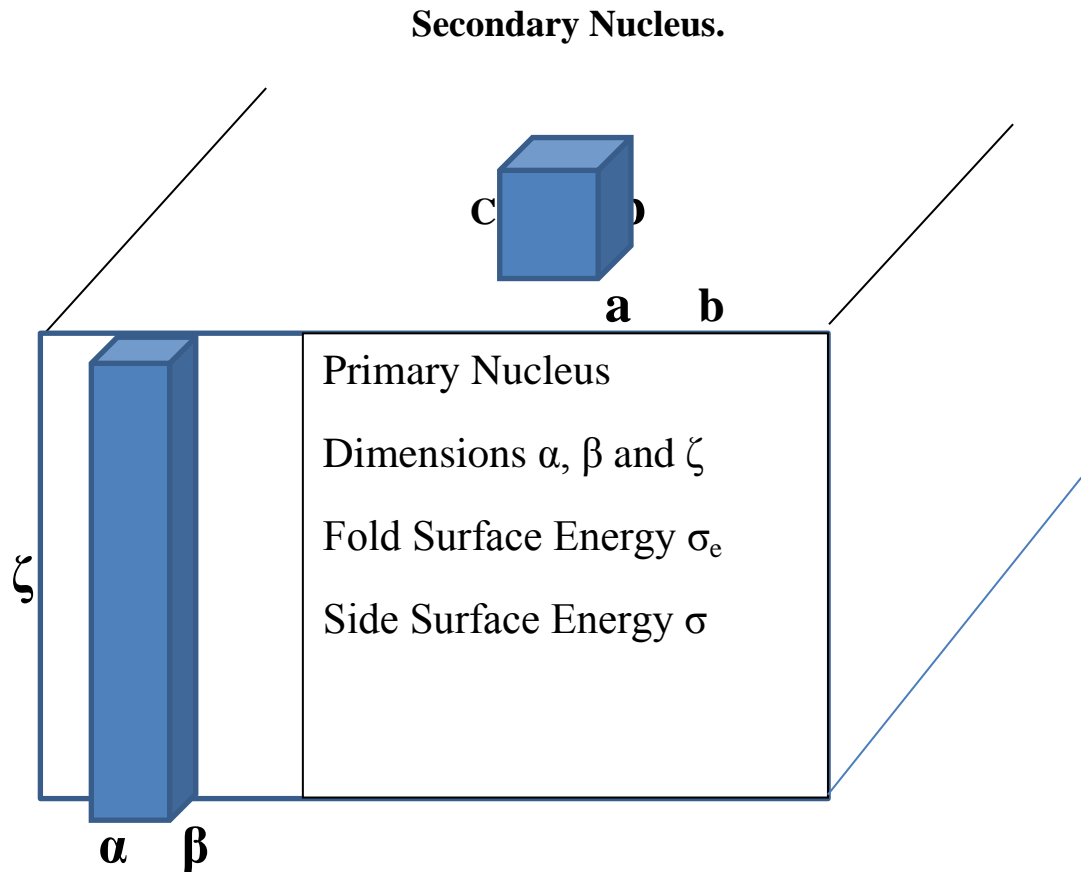 Secondary Nucleus.
C
a b
Primary Nucleus
Dimensions α, β and ζ
Fold Surface Energy σₑ
Side Surface Energy σ
ζ
α β